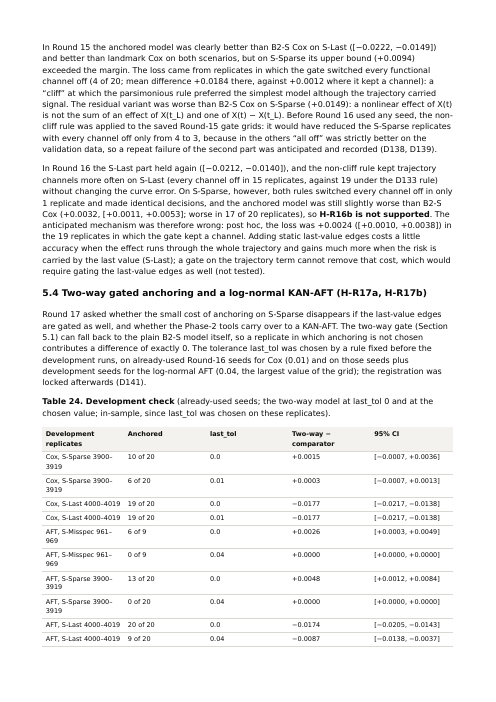 In Round 15 the anchored model was clearly better than B2-S Cox on S-Last ([−0.0222, −0.0149])
and better than landmark Cox on both scenarios, but on S-Sparse its upper bound (+0.0094)
exceeded the margin. The loss came from replicates in which the gate switched every functional
channel off (4 of 20; mean difference +0.0184 there, against +0.0012 where it kept a channel): a
“cliff” at which the parsimonious rule preferred the simplest model although the trajectory carried
signal. The residual variant was worse than B2-S Cox on S-Sparse (+0.0149): a nonlinear effect of X(t)
is not the sum of an effect of X(t_L) and one of X(t) − X(t_L). Before Round 16 used any seed, the non-
cliff rule was applied to the saved Round-15 gate grids: it would have reduced the S-Sparse replicates
with every channel off only from 4 to 3, because in the others “all off” was strictly better on the
validation data, so a repeat failure of the second part was anticipated and recorded (D138, D139).
In Round 16 the S-Last part held again ([−0.0212, −0.0140]), and the non-cliff rule kept trajectory
channels more often on S-Last (every channel off in 15 replicates, against 19 under the D133 rule)
without changing the curve error. On S-Sparse, however, both rules switched every channel off in only
1 replicate and made identical decisions, and the anchored model was still slightly worse than B2-S
Cox (+0.0032, [+0.0011, +0.0053]; worse in 17 of 20 replicates), so H-R16b is not supported. The
anticipated mechanism was therefore wrong: post hoc, the loss was +0.0024 ([+0.0010, +0.0038]) in
the 19 replicates in which the gate kept a channel. Adding static last-value edges costs a little
accuracy when the effect runs through the whole trajectory and gains much more when the risk is
carried by the last value (S-Last); a gate on the trajectory term cannot remove that cost, which would
require gating the last-value edges as well (not tested).
5.4 Two-way gated anchoring and a log-normal KAN-AFT (H-R17a, H-R17b)
Round 17 asked whether the small cost of anchoring on S-Sparse disappears if the last-value edges
are gated as well, and whether the Phase-2 tools carry over to a KAN-AFT. The two-way gate (Section
5.1) can fall back to the plain B2-S model itself, so a replicate in which anchoring is not chosen
contributes a difference of exactly 0. The tolerance last_tol was chosen by a rule fixed before the
development runs, on already-used Round-16 seeds for Cox (0.01) and on those seeds plus
development seeds for the log-normal AFT (0.04, the largest value of the grid); the registration was
locked afterwards (D141).
Table 24. Development check (already-used seeds; the two-way model at last_tol 0 and at the
chosen value; in-sample, since last_tol was chosen on these replicates).
Development replicates Anchored last_tol Two-way − comparator 95% CI
Cox, S-Sparse 3900–3919 10 of 20 0.0 +0.0015 [−0.0007, +0.0036]
Cox, S-Sparse 3900–3919 6 of 20 0.01 +0.0003 [−0.0007, +0.0013]
Cox, S-Last 4000–4019 19 of 20 0.0 −0.0177 [−0.0217, −0.0138]
Cox, S-Last 4000–4019 19 of 20 0.01 −0.0177 [−0.0217, −0.0138]
AFT, S-Misspec 961–969 6 of 9 0.0 +0.0026 [+0.0003, +0.0049]
AFT, S-Misspec 961–969 0 of 9 0.04 +0.0000 [+0.0000, +0.0000]
AFT, S-Sparse 3900–3919 13 of 20 0.0 +0.0048 [+0.0012, +0.0084]
AFT, S-Sparse 3900–3919 0 of 20 0.04 +0.0000 [+0.0000, +0.0000]
AFT, S-Last 4000–4019 20 of 20 0.0 −0.0174 [−0.0205, −0.0143]
AFT, S-Last 4000–4019 9 of 20 0.04 −0.0087 [−0.0138, −0.0037]